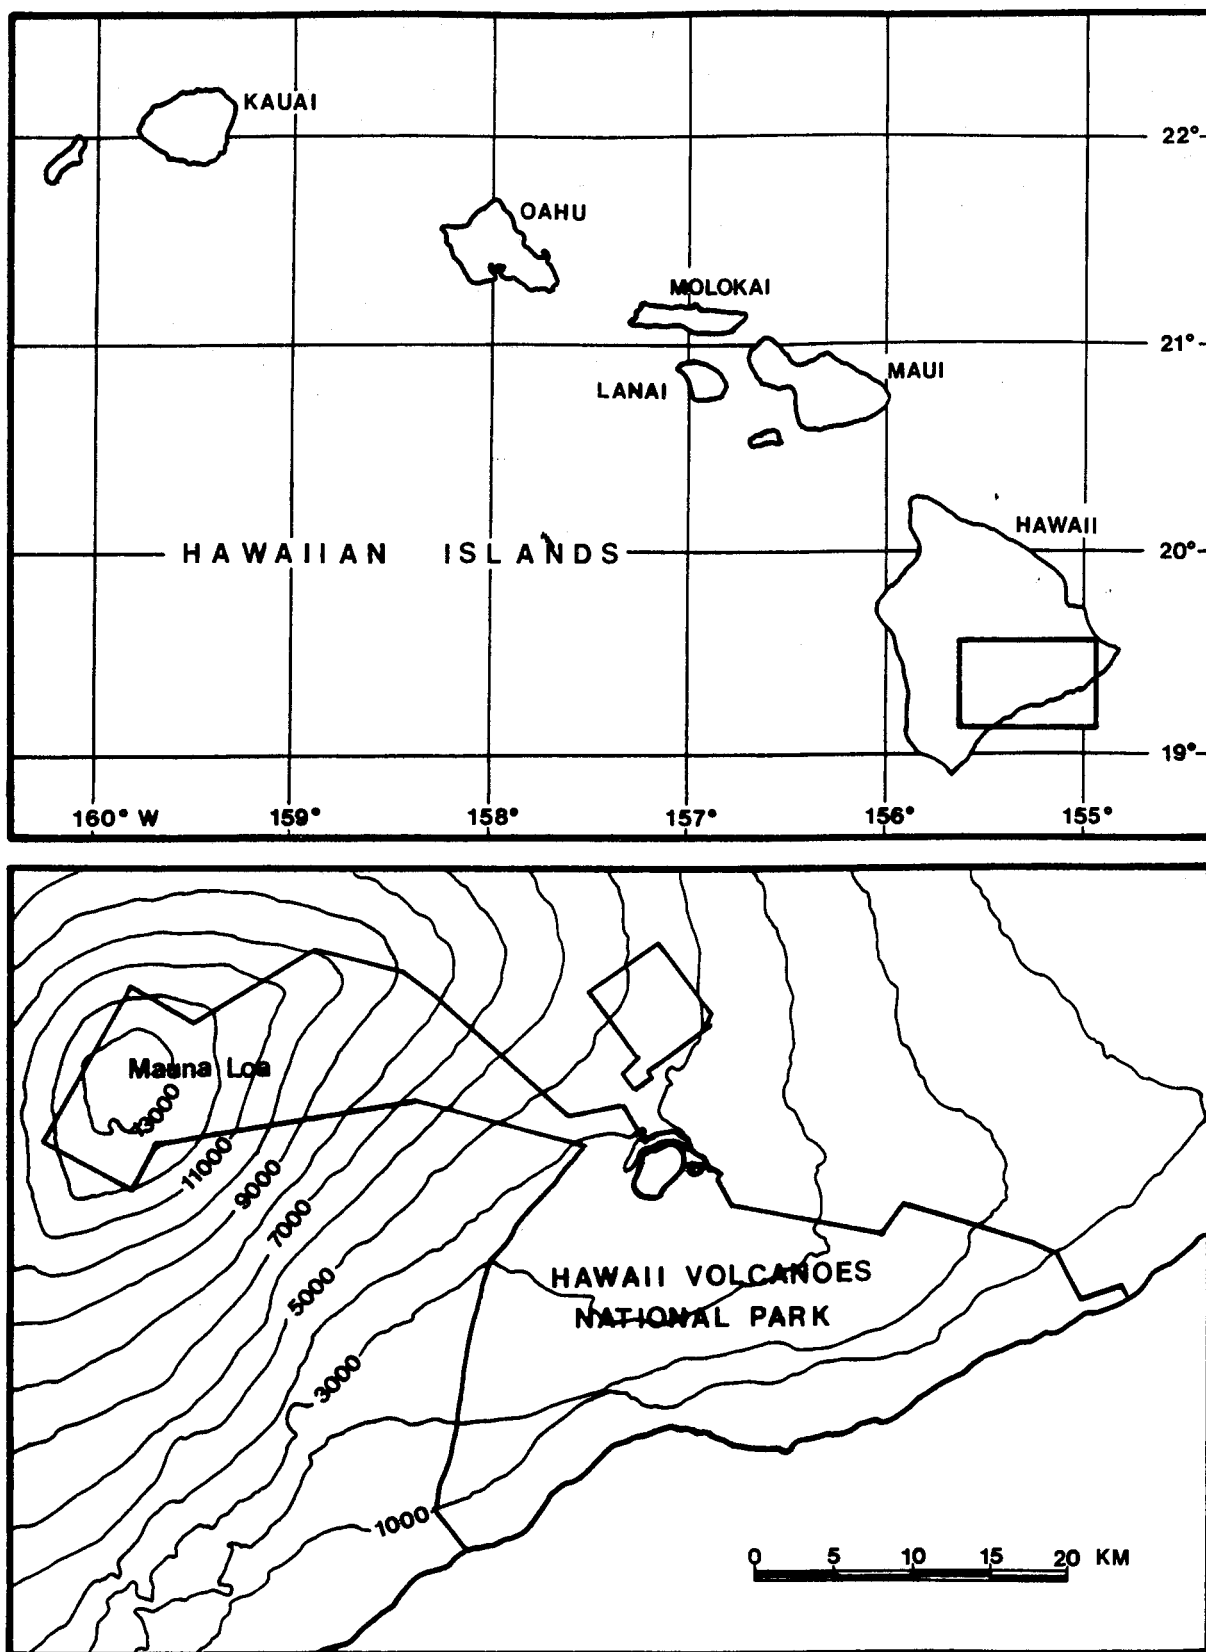 KAUAI
22°
OAHU
MOLOKAI
21°
LANAI
MAUI
HAWAII
HAWAIIAN ISLANDS
20°
19°
160° W
159°
158°
157°
156°
155°
Mauna Loa
13000
11000
9000
7000
5000
3000
1000
HAWAII VOLCANOES
NATIONAL PARK
0 5 10 15 20 KM